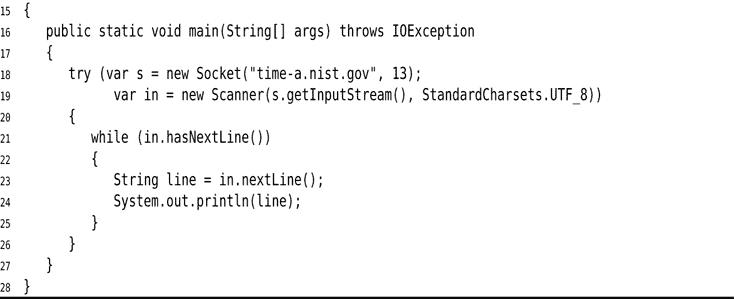 15 {
16    public static void main(String[] args) throws IOException
17    {
18       try (var s = new Socket("time-a.nist.gov", 13);
19             var in = new Scanner(s.getInputStream(), StandardCharsets.UTF_8))
20       {
21          while (in.hasNextLine())
22          {
23             String line = in.nextLine();
24             System.out.println(line);
25          }
26       }
27    }
28 }